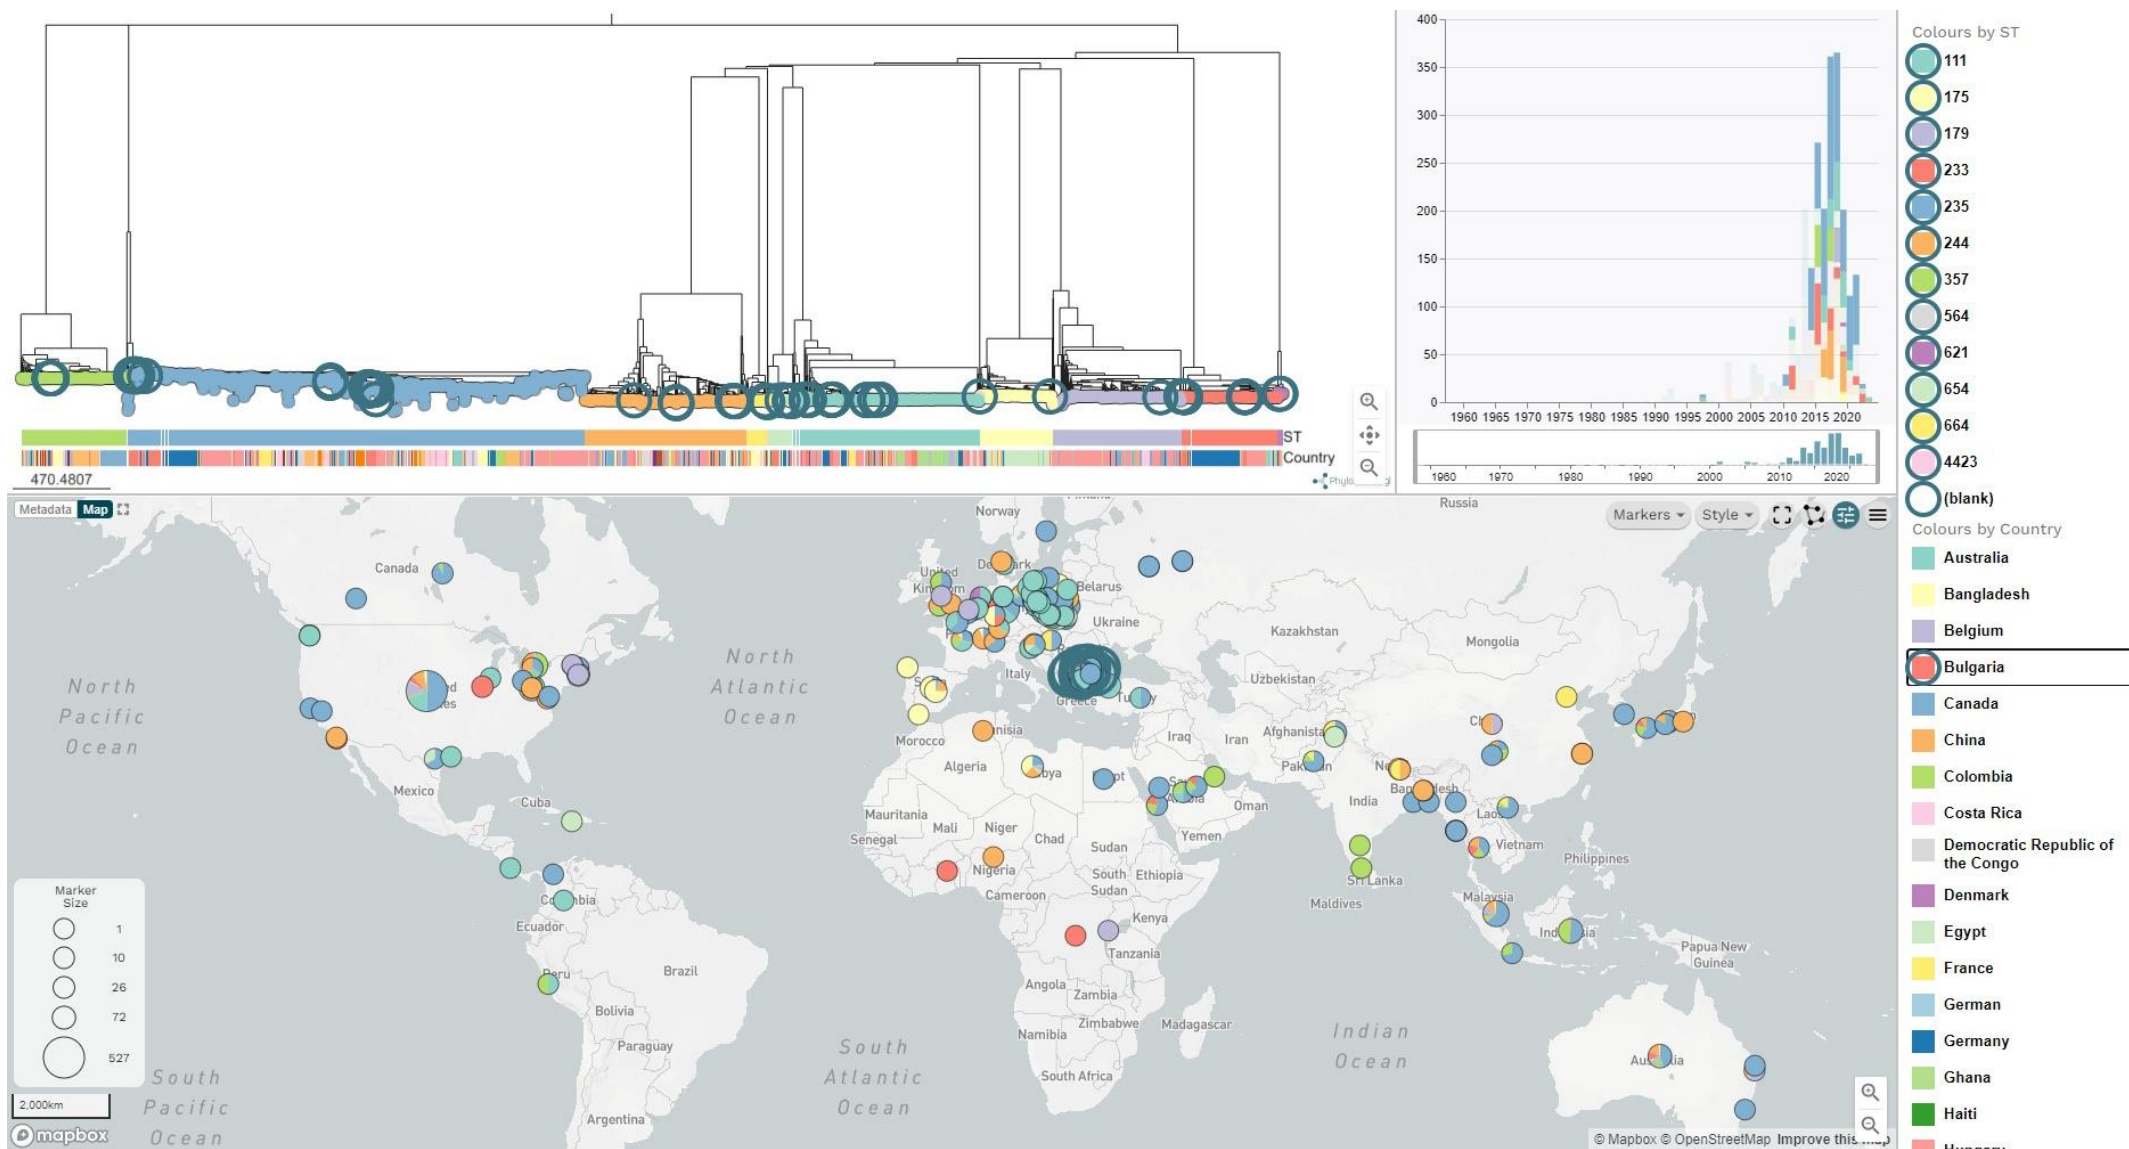 ST
Country
470.4807
400
350
300
250
200
150
100
50
0
1960 1965 1970 1975 1980 1985 1990 1995 2000 2005 2010 2015 2020
1960 1970 1980 1990 2000 2010 2020
Colours by ST
111
175
179
233
235
244
357
564
621
654
664
4423
(blank)
Colours by Country
Australia
Bangladesh
Belgium
Bulgaria
Canada
China
Colombia
Costa Rica
Democratic Republic of
the Congo
Denmark
Egypt
France
German
Germany
Ghana
Haiti
Metadata Map
Markers Style
Norway
Russia
Canada
United
Kingdom
Belarus
Ukraine
Kazakhstan
Mongolia
North
Pacific
Ocean
North
Atlantic
Ocean
Italy
Greece
Uzbekistan
Morocco
Algeria
Iraq
Iran
Afghanista
Mexico
Cuba
India
Oman
Yemen
Mauritania
Mali
Niger
Chad
Sudan
Senegal
Nigeria
South
Sudan
Ethiopia
Cameroon
Vietnam
Philippines
Sri Lanka
Maldives
Malaysia
Kenya
Tanzania
Papua New
Guinea
Ecuador
Peru
Brazil
Bolivia
Paraguay
Argentina
Angola
Zambia
Namibia
Zimbabwe
Madagascar
South Africa
South
Pacific
Ocean
South
Atlantic
Ocean
Indian
Ocean
Marker
Size
1
10
26
72
527
2,000km
mapbox
© Mapbox © OpenStreetMap Improve this map